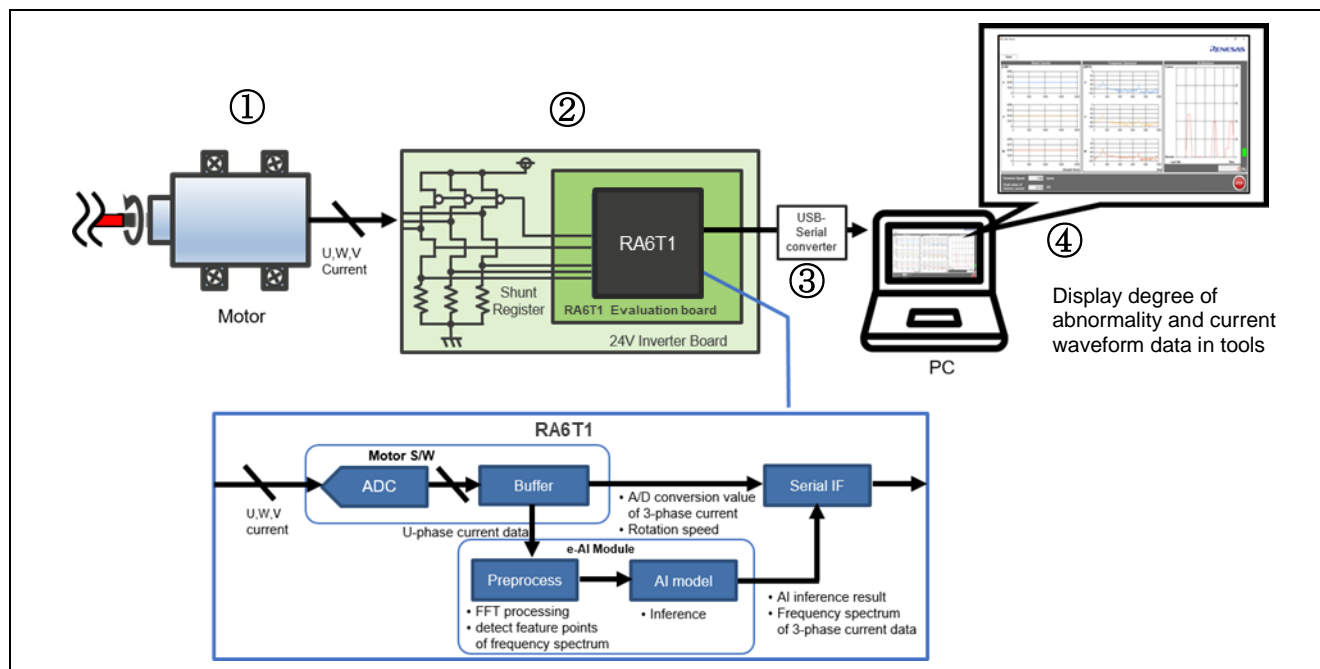 ①
②
③
④
RENESAS
U,W,V
Current
Motor
Shunt
Register
RA6T1
RA6T1 Evaluation board
24V Inverter Board
USB-
Serial
converter
PC
Display degree of
abnormality and current
waveform data in tools
RA6T1
Motor S/W
ADC
Buffer
Serial IF
U,W,V
current
U-phase current data
• A/D conversion value
of 3-phase current
• Rotation speed
e-AI Module
Preprocess
AI model
• FFT processing
• detect feature points
of frequency spectrum
• Inference
• AI inference result
• Frequency spectrum
of 3-phase current data